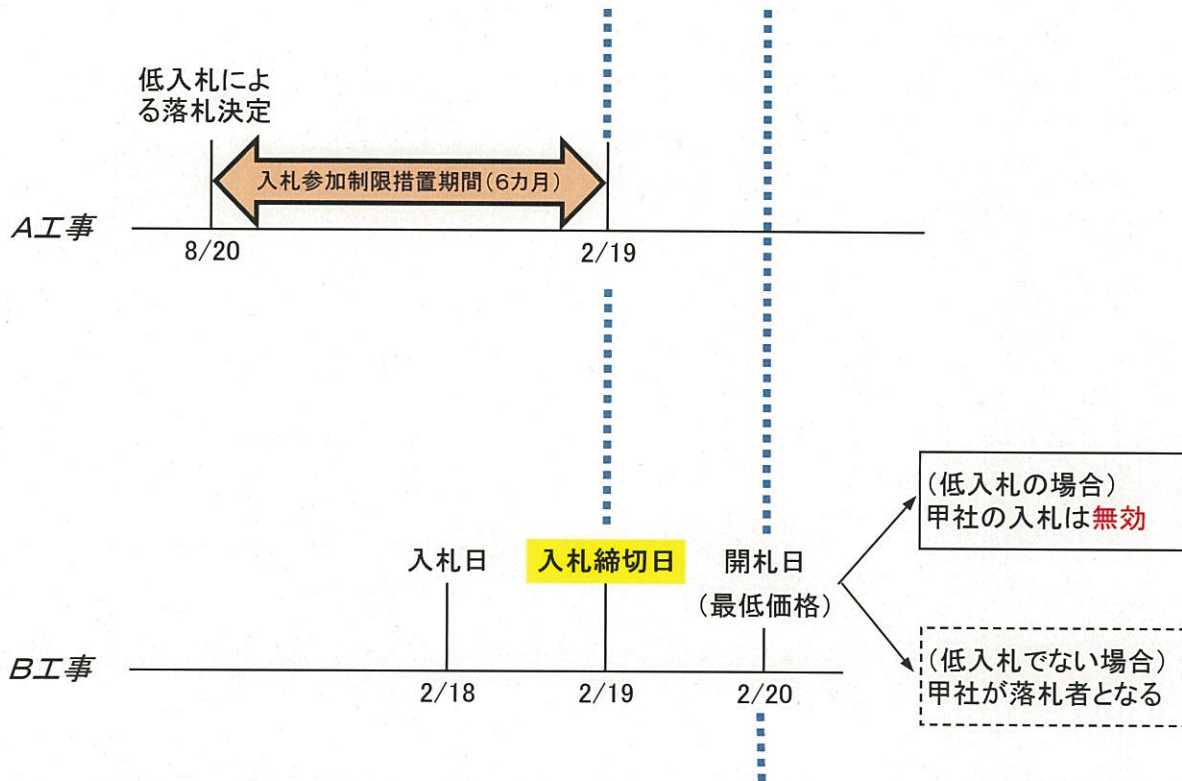 低入札によ
る落札決定
入札参加制限措置期間(6カ月)
A工事
8/20
2/19
(低入札の場合)
甲社の入札は無効
入札日
入札締切日
開札日
(最低価格)
(低入札でない場合)
甲社が落札者となる
B工事
2/18
2/19
2/20